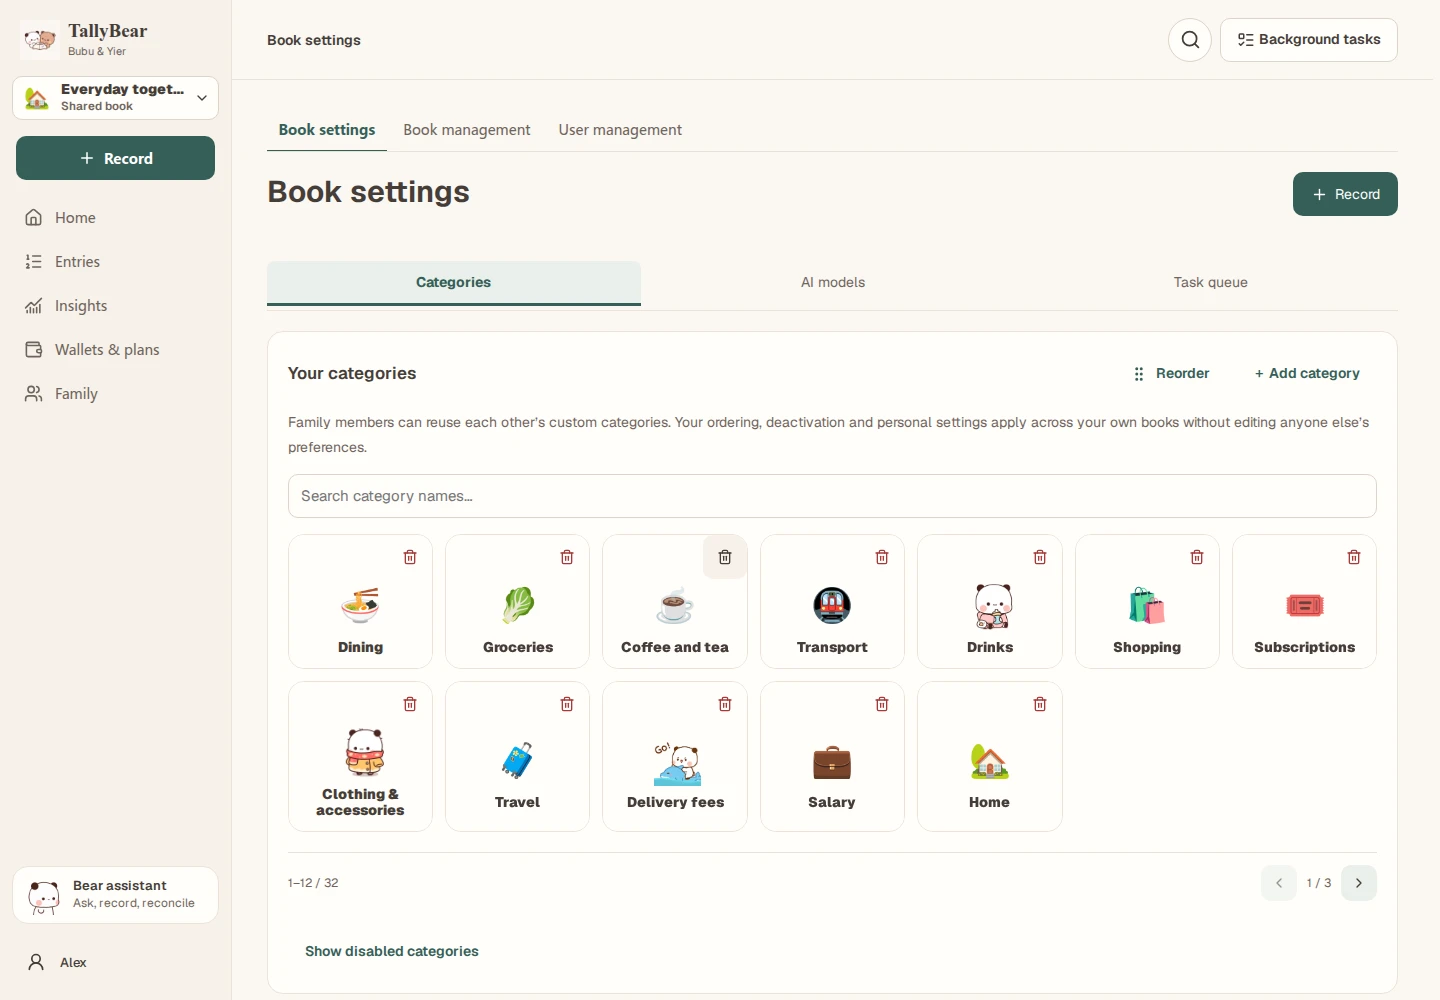 TallyBear
Bubu & Yier
Everyday toget...
Shared book
+ Record
Home
Entries
Insights
Wallets & plans
Family
Bear assistant
Ask, record, reconcile
Alex
Book settings
Background tasks
Book settings
Book management
User management
Book settings
+ Record
Categories
AI models
Task queue
Your categories
Reorder
+ Add category
Family members can reuse each other's custom categories. Your ordering, deactivation and personal settings apply across your own books without editing anyone else's
preferences.
Search category names...
Dining
Groceries
Coffee and tea
Transport
Drinks
Shopping
Subscriptions
Clothing &
accessories
Travel
Go!
Delivery fees
Salary
Home
1–12 / 32
1 / 3
Show disabled categories